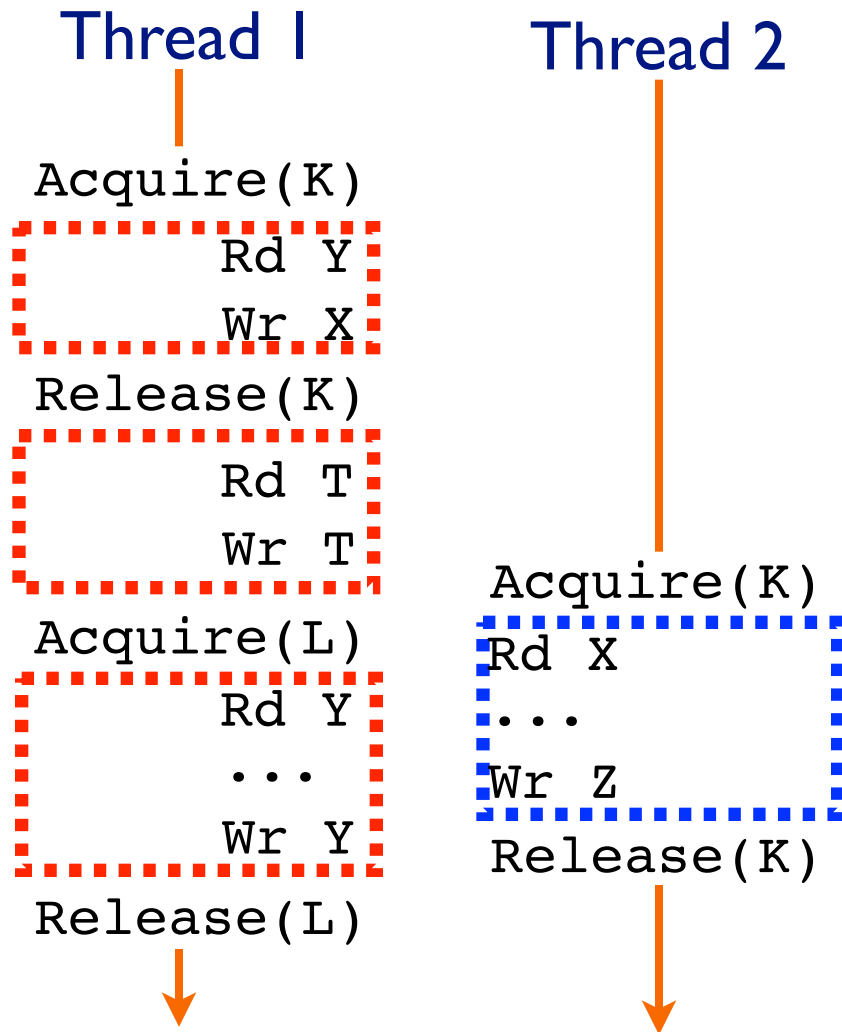 Thread 1
Acquire(K)
Rd Y
Wr X
Release(K)
Rd T
Wr T
Acquire(L)
Rd Y
...
Wr Y
Release(L)
Thread 2
Acquire(K)
Rd X
...
Wr Z
Release(K)